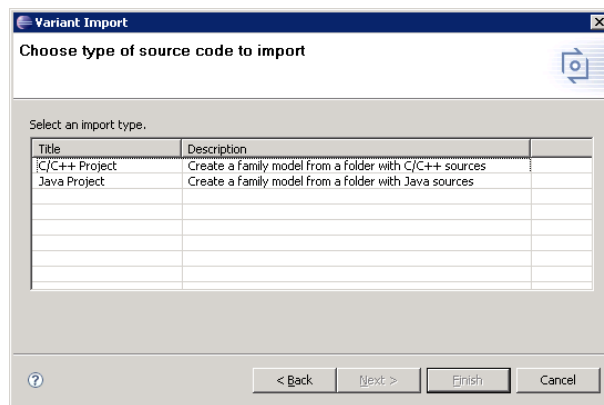 Variant Import
Choose type of source code to import
Select an import type.
Title Description
C/C++ Project Create a family model from a folder with C/C++ sources
Java Project Create a family model from a folder with Java sources
? < Back Next > Finish Cancel